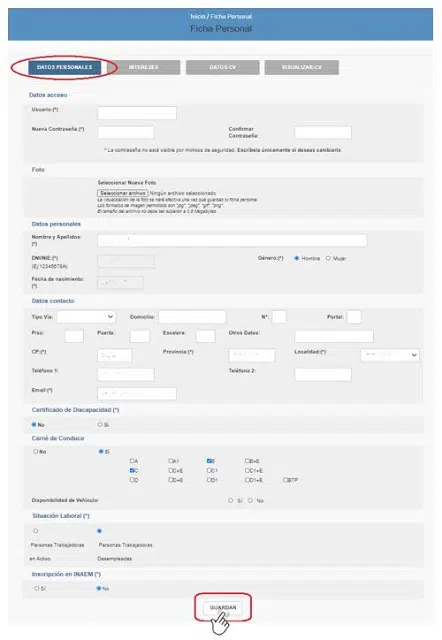 Inicio / Ficha Personal
Ficha Personal
DATOS PERSONALES INTERESES DATOS CV VISUALIZAR CV
Datos acceso
Usuario:(*)
Nueva Contraseña (*) Confirmar
Contraseña:
* La contraseña no está visible por motivos de seguridad. Escríbela únicamente si deseas cambiarla.
Foto
Seleccionar Nueva Foto
Seleccionar archivo Ningún archivo seleccionado
La visualización de la foto se hará efectiva una vez que guardes la ficha personal.
Los formatos de imagen permitidos son "jpg", "jpeg", "gif", "png".
El tamaño del archivo no debe ser superior a
Datos personales
Nombre y Apellidos:
(*)
DNI/NIE:(*) Género:(*) Hombre Mujer
(Ej:12345678A)
Fecha de nacimiento:
(*)
Datos contacto
Tipo Vía: Domicilio: Nº: Portal:
Piso: Puerta: Escalera: Otros Datos:
CP:(*) Provincia:(*) Localidad:(*)
Teléfono 1: Teléfono 2:
Email:(*)
Certificado de Discapacidad (*)
No Sí
Carné de Conducir
No Sí
A A1 B B+E
C C+E C1 C1+E
D D+E D1 D1+E BTP
Disponibilidad de Vehículo: Sí No
Situación Laboral (*)
Personas Trabajadoras Personas Trabajadoras
en Activo Desempleadas
Inscripción en INAEM (*)
Sí No
GUARDAR